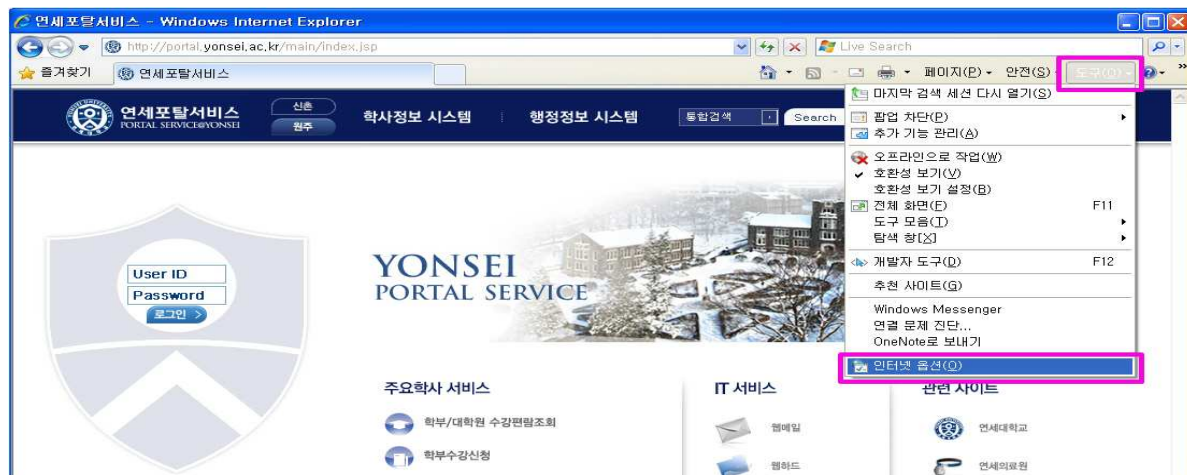 연세포탈서비스 - Windows Internet Explorer
http://portal.yonsei.ac.kr/main/index.jsp
Live Search
즐겨찾기 연세포탈서비스 페이지(P) 안전(S) 도구(O)
연세포탈서비스
PORTAL SERVICE@YONSEI
신촌
원주
학사정보 시스템
행정정보 시스템
통합검색 Search
마지막 검색 세션 다시 열기(S)
팝업 차단(P)
추가 기능 관리(A)
오프라인으로 작업(W)
호환성 보기(V)
호환성 보기 설정(B)
전체 화면(F) F11
도구 모음(T)
탐색 창[X]
개발자 도구(D) F12
추천 사이트(G)
Windows Messenger
연결 문제 진단...
OneNote로 보내기
인터넷 옵션(O)
User ID
Password
로그인
YONSEI
PORTAL SERVICE
주요학사 서비스
학부/대학원 수강편람조회
학부수강신청
IT 서비스
웹메일
웹하드
관련 사이트
연세대학교
연세의료원